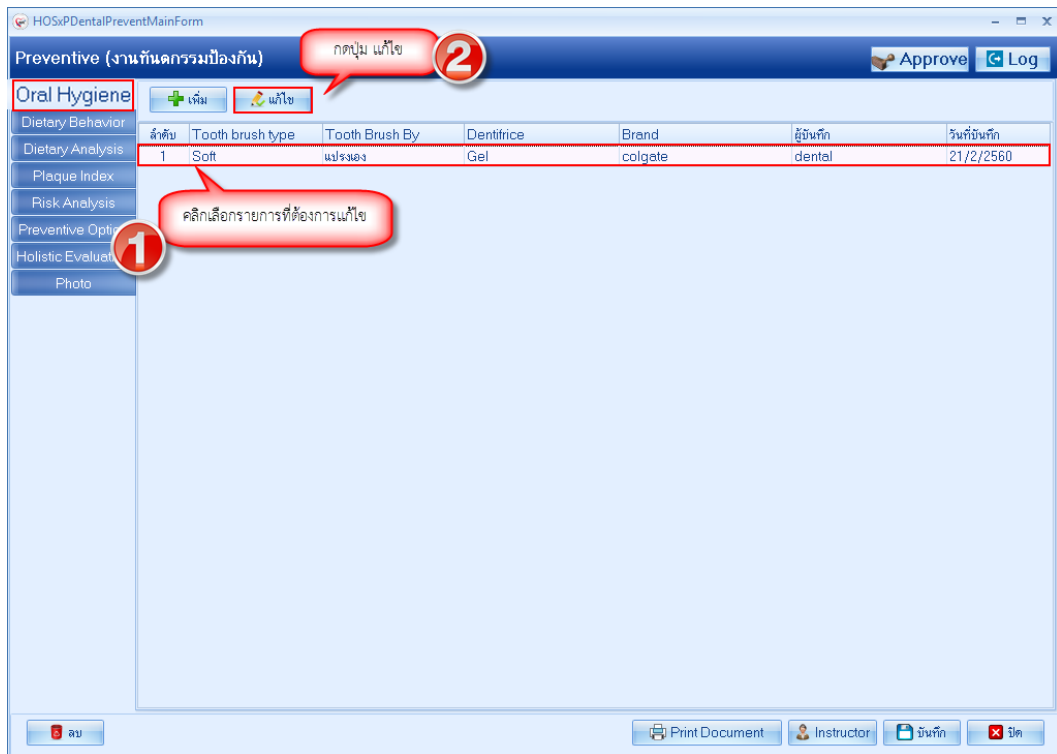 HOSxPDentalPreventMainForm
Preventive (งานทันตกรรมป้องกัน)
กดปุ่ม แก้ไข
2
Approve
Log
Oral Hygiene
เพิ่ม
แก้ไข
Dietary Behavior
Dietary Analysis
Plaque Index
Risk Analysis
Preventive Opti
Holistic Evaluat
Photo
ลำดับ Tooth brush type Tooth Brush By Dentifrice Brand ผู้บันทึก วันที่บันทึก
1 Soft แปรงเอง Gel colgate dental 21/2/2560
คลิกเลือกรายการที่ต้องการแก้ไข
1
ลบ
Print Document
Instructor
บันทึก
ปิด